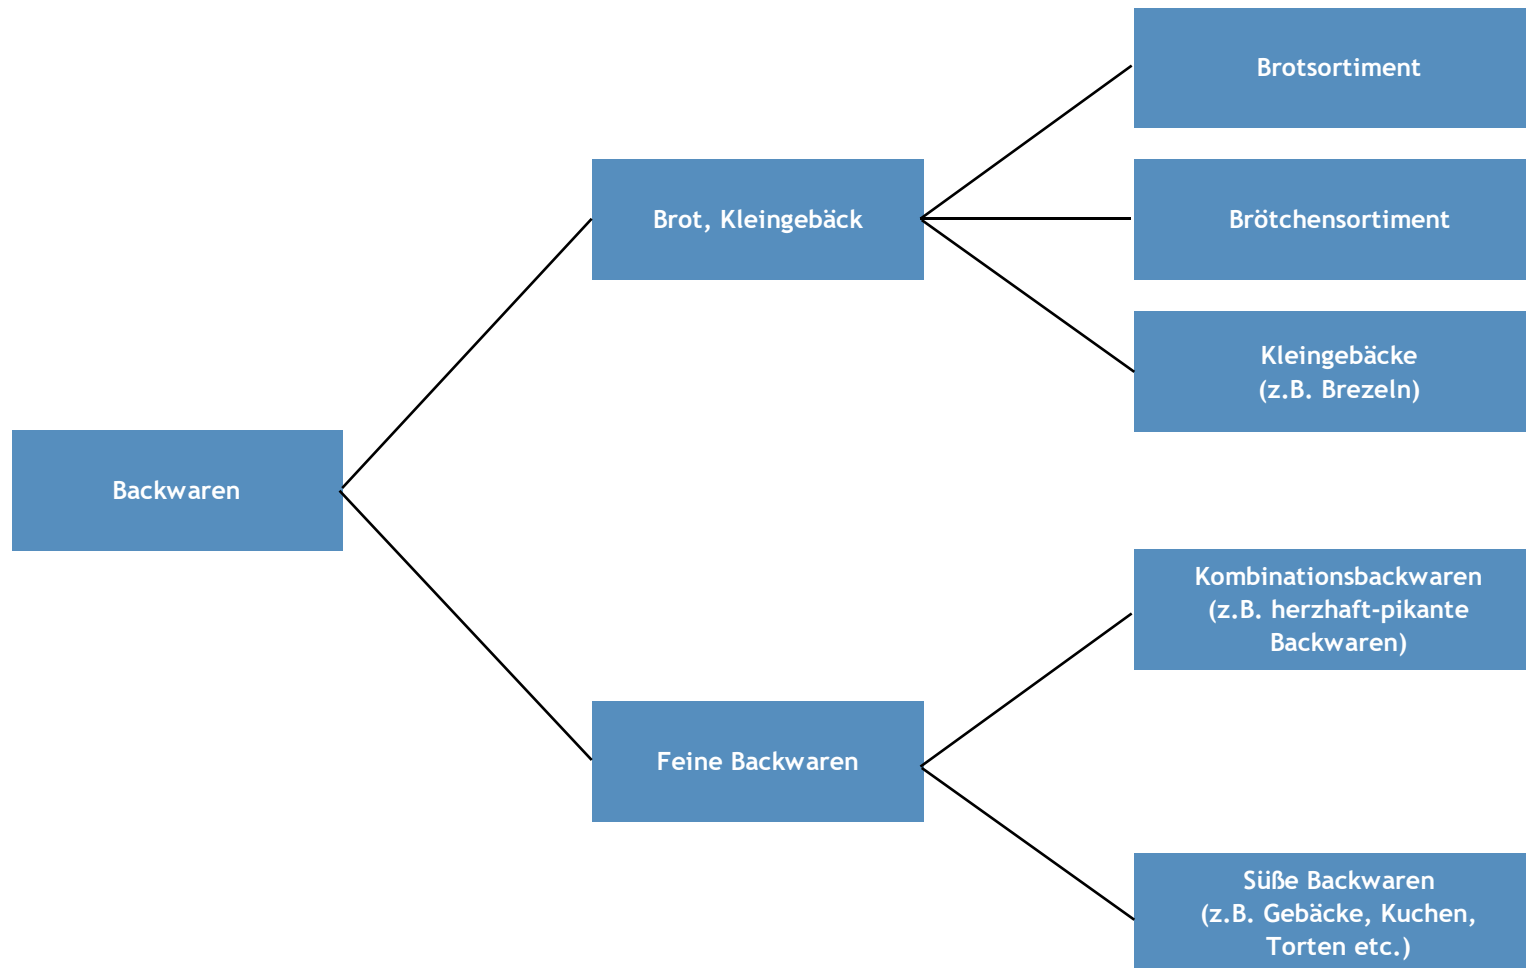 Brotsortiment
Brot, Kleingebäck
Brötchensortiment
Kleingebäcke
(z.B. Brezeln)
Backwaren
Kombinationsbackwaren
(z.B. herzhaft-pikante
Backwaren)
Feine Backwaren
Süße Backwaren
(z.B. Gebäcke, Kuchen,
Torten etc.)